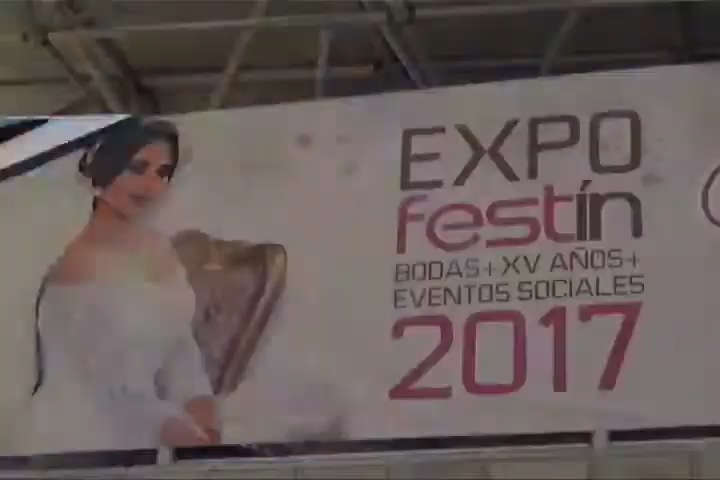 EXPO
festín
BODAS+XV AÑOS+
EVENTOS SOCIALES
2017